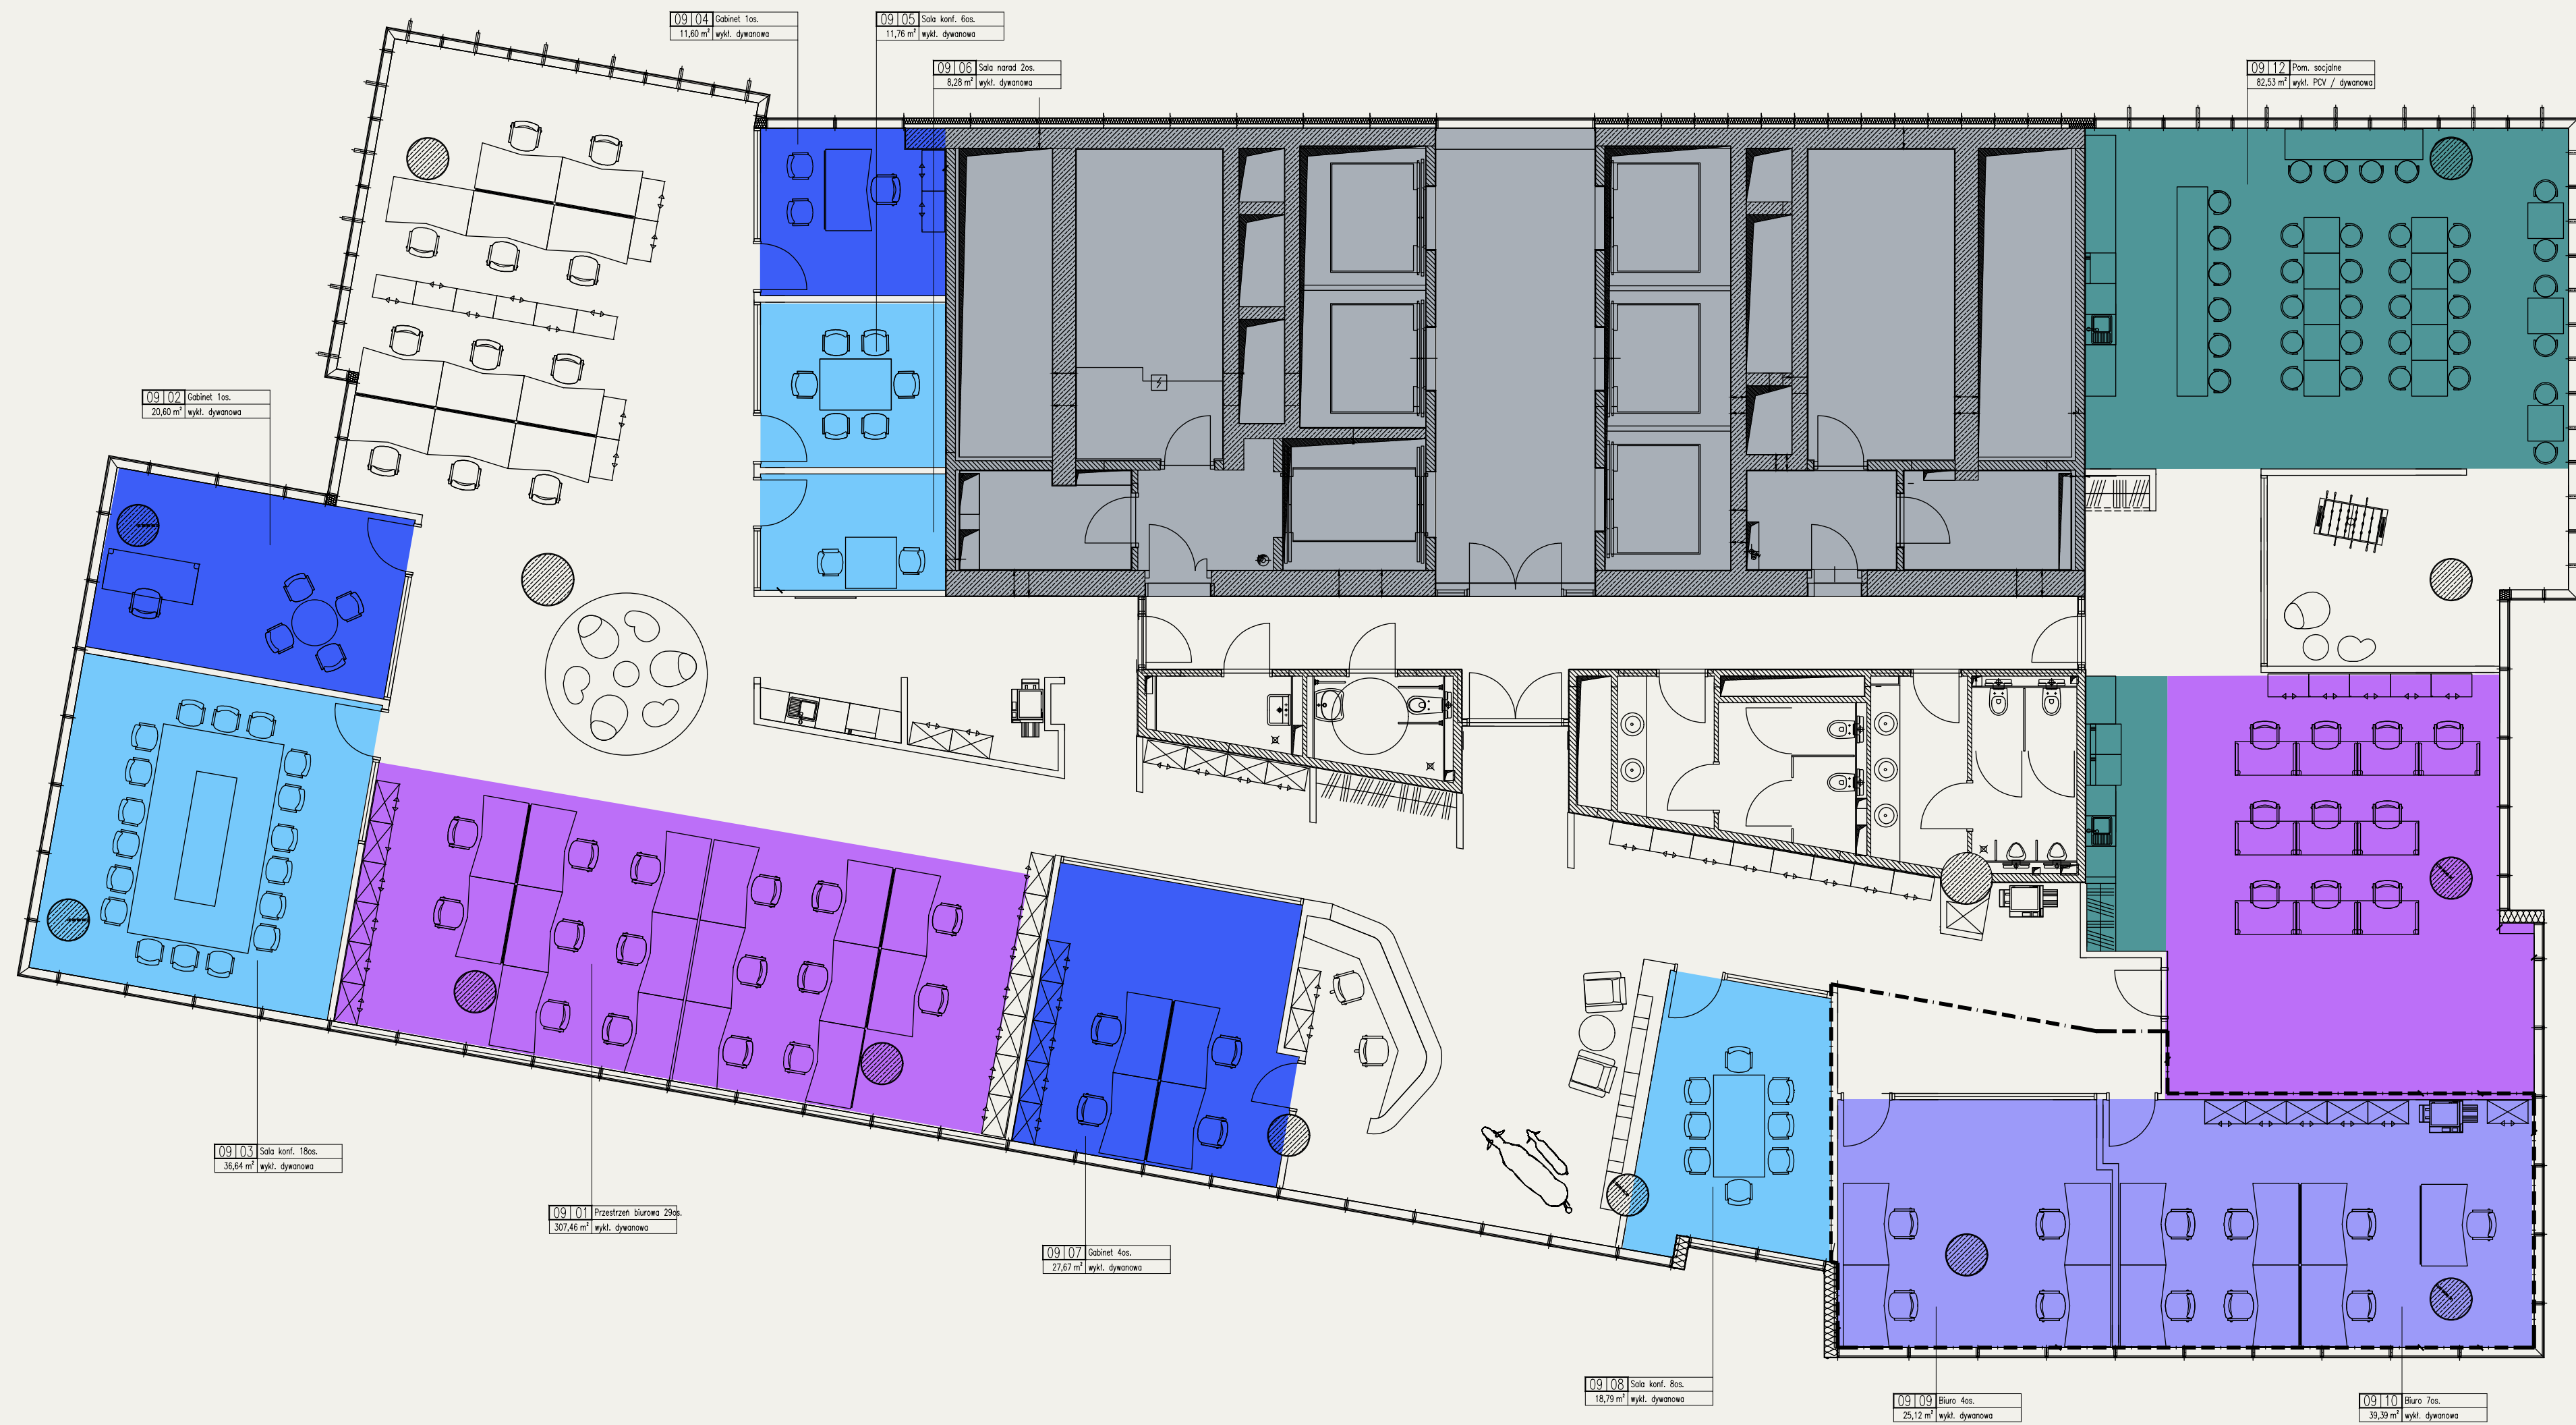 09 04 Gabinet 1os.
11,60 m² wykł. dywanowa
09 05 Sala konf. 6os.
11,76 m² wykł. dywanowa
09 06 Sala narad 2os.
8,28 m² wykł. dywanowa
09 12 Pom. socjalne
82,53 m² wykł. PCV / dywanowa
09 02 Gabinet 1os.
20,60 m² wykł. dywanowa
09 03 Sala konf. 18os.
36,64 m² wykł. dywanowa
09 01 Przestrzeń biurowa 29os.
307,46 m² wykł. dywanowa
09 07 Gabinet 4os.
27,67 m² wykł. dywanowa
09 08 Sala konf. 8os.
18,79 m² wykł. dywanowa
09 09 Biuro 4os.
25,12 m² wykł. dywanowa
09 10 Biuro 7os.
39,39 m² wykł. dywanowa